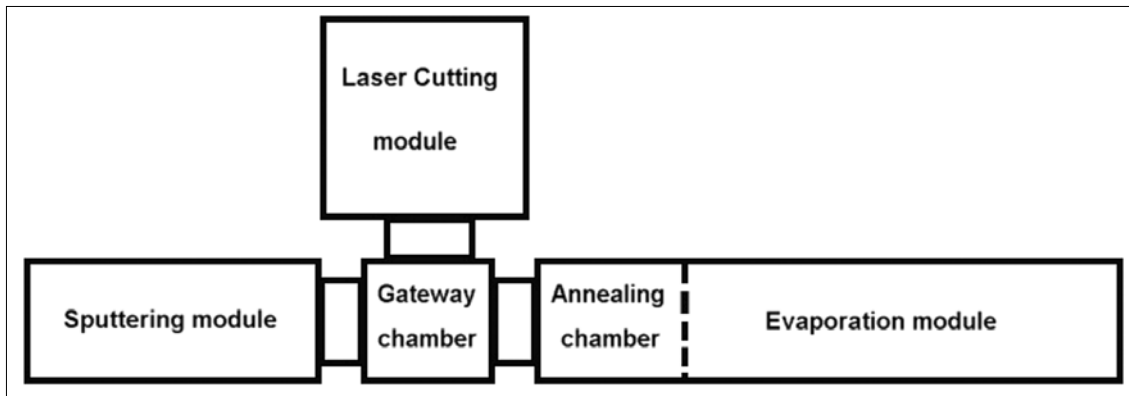 Laser Cutting
module
Sputtering module
Gateway
chamber
Annealing
chamber
Evaporation module